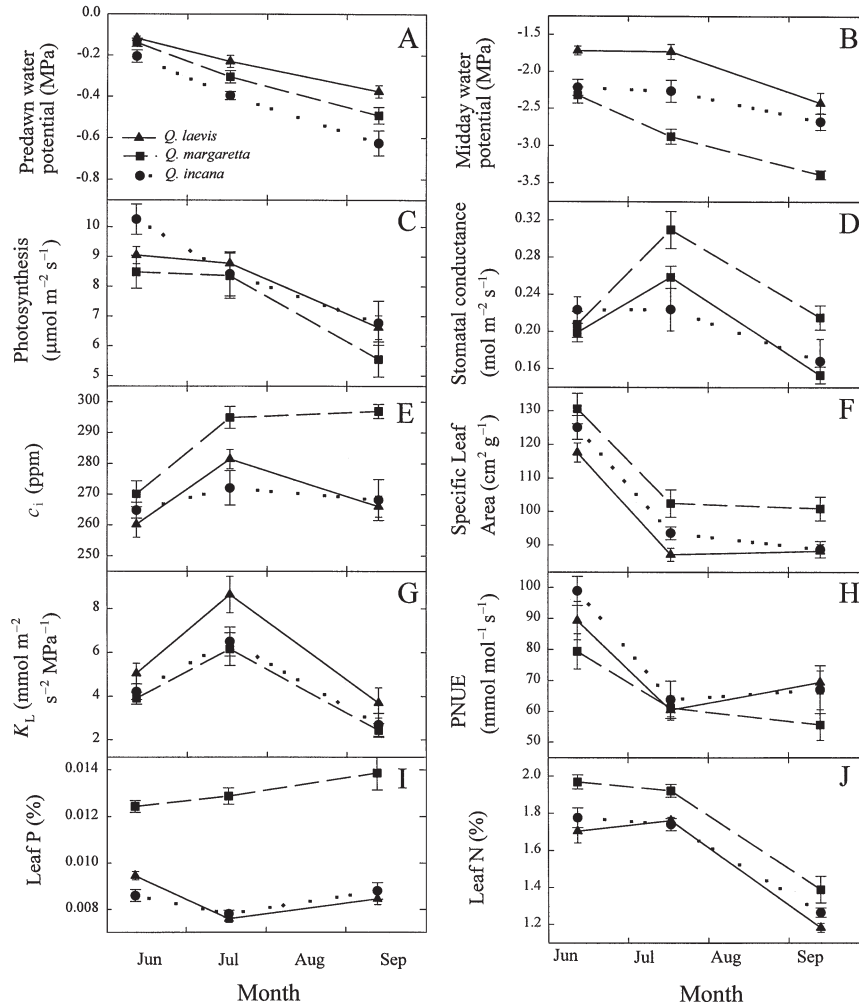 A
Predawn water
potential (MPa)
0.0
-0.2
-0.4
-0.6
-0.8
Q. laevis
Q. margaretta
Q. incana
B
Midday water
potential (MPa)
-1.5
-2.0
-2.5
-3.0
-3.5
C
Photosynthesis
(μmol m⁻² s⁻¹)
10
9
8
7
6
5
D
Stomatal conductance
(mol m⁻² s⁻¹)
0.32
0.28
0.24
0.20
0.16
E
cᵢ (ppm)
300
290
280
270
260
250
F
Specific Leaf
Area (cm² g⁻¹)
130
120
110
100
90
G
K_L (mmol m⁻²
s⁻² MPa⁻¹)
8
6
4
2
H
PNUE
(mmol mol⁻¹ s⁻¹)
100
90
80
70
60
50
I
Leaf P (%)
0.014
0.012
0.010
0.008
Jun
Jul
Aug
Sep
Month
J
Leaf N (%)
2.0
1.8
1.6
1.4
1.2
Jun
Jul
Aug
Sep
Month